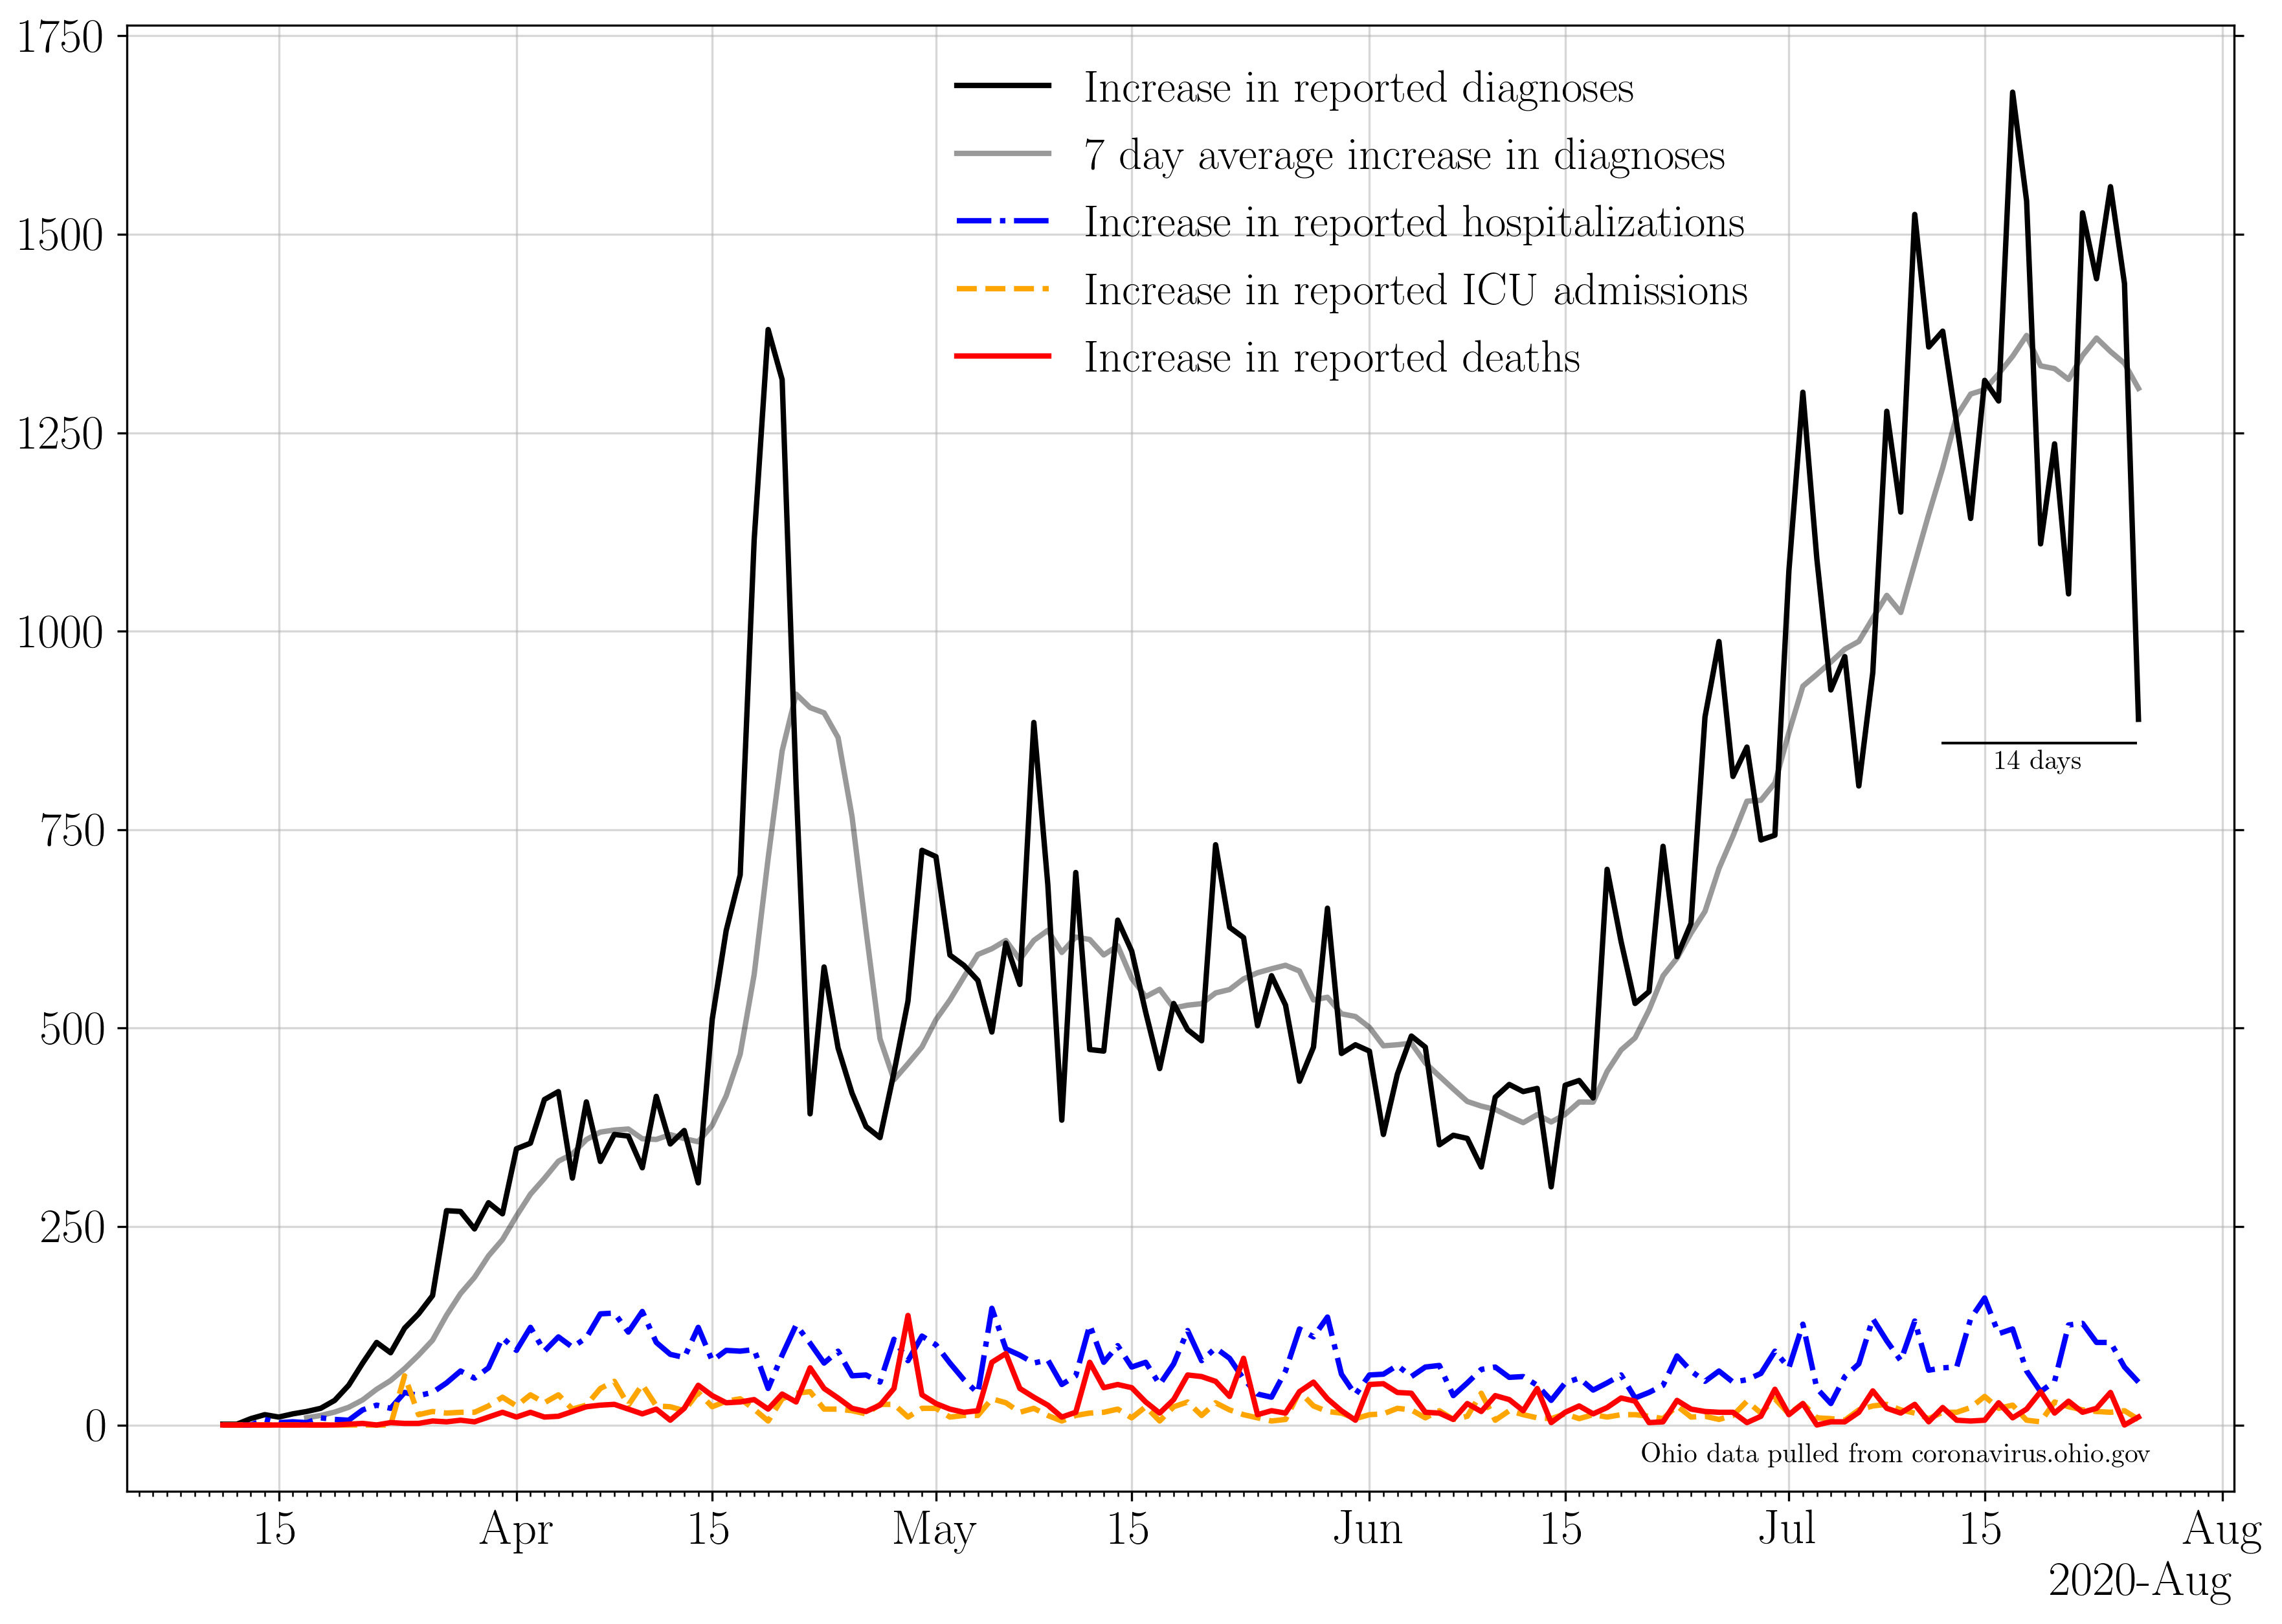 1750
1500
1250
1000
750
500
250
0
Increase in reported diagnoses
7 day average increase in diagnoses
Increase in reported hospitalizations
Increase in reported ICU admissions
Increase in reported deaths
14 days
Ohio data pulled from coronavirus.ohio.gov
15 Apr 15 May 15 Jun 15 Jul 15 Aug
2020-Aug